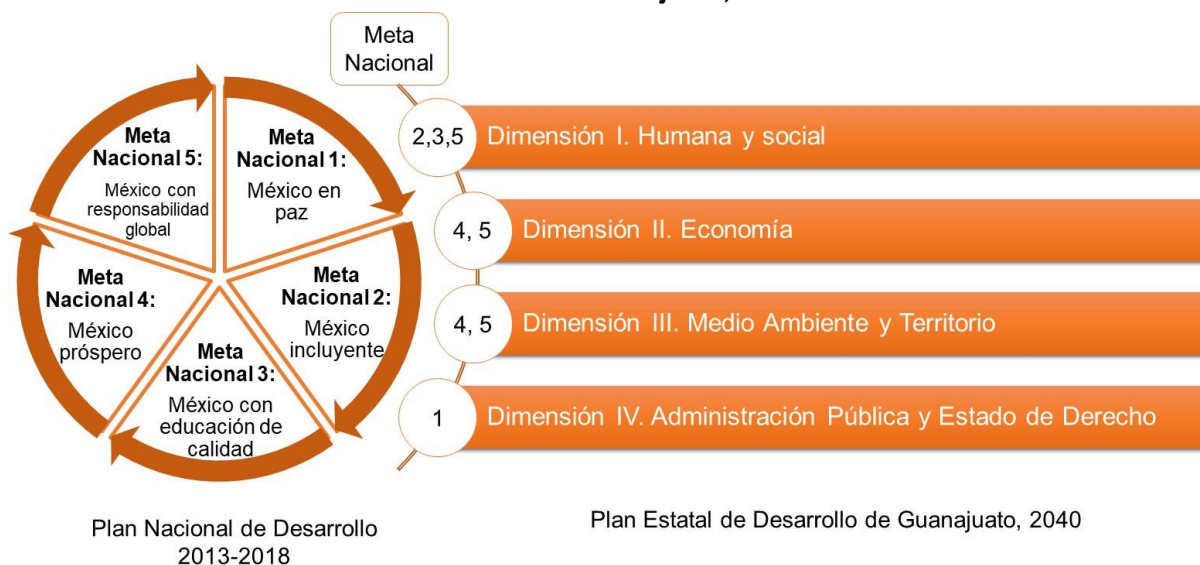 Meta
Nacional
Meta
Nacional 5:
México con
responsabilidad
global
Meta
Nacional 1:
México en
paz
Meta
Nacional 4:
México
próspero
Meta
Nacional 2:
México
incluyente
Meta
Nacional 3:
México con
educación de
calidad
2,3,5
Dimensión I. Humana y social
4, 5
Dimensión II. Economía
4, 5
Dimensión III. Medio Ambiente y Territorio
1
Dimensión IV. Administración Pública y Estado de Derecho
Plan Nacional de Desarrollo
2013-2018
Plan Estatal de Desarrollo de Guanajuato, 2040